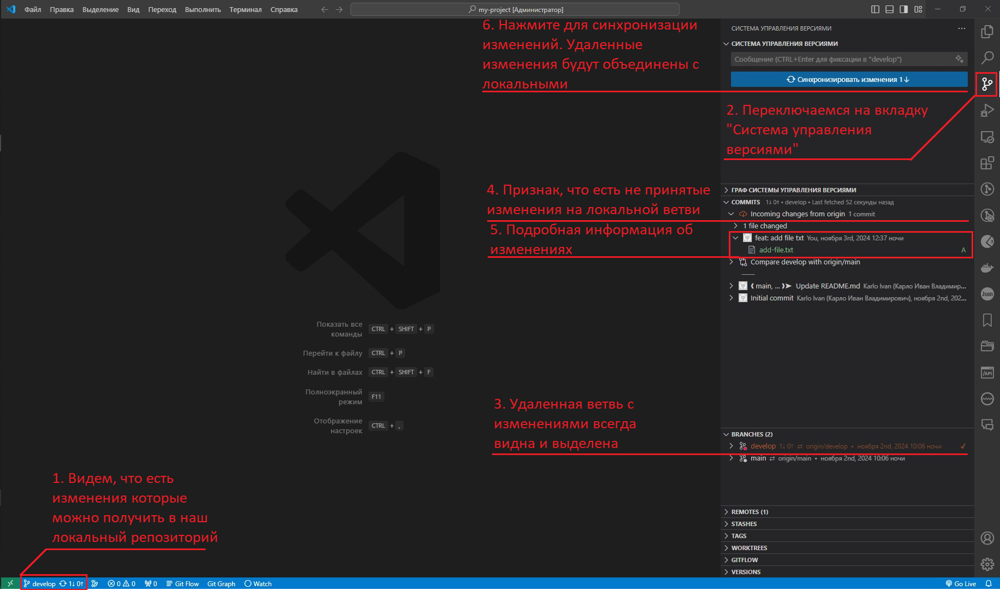 Файл Правка Выделение Вид Переход Выполнить Терминал Справка
my-project [Администратор]
6. Нажмите для синхронизации
изменений. Удаленные
изменения будут объединены с
локальными
СИСТЕМА УПРАВЛЕНИЯ ВЕРСИЯМИ
СИСТЕМА УПРАВЛЕНИЯ ВЕРСИЯМИ
Сообщение (CTRL+Enter для фиксации в "develop")
Синхронизировать изменения 1↓
2. Переключаемся на вкладку
"Система управления
версиями"
4. Признак, что есть не принятые
изменения на локальной ветви
5. Подробная информация об
изменениях
ГРАФ СИСТЕМЫ УПРАВЛЕНИЯ ВЕРСИЯМИ
COMMITS 1↓ 0↑ • develop • Last fetched 52 секунды назад
Incoming changes from origin 1 commit
1 file changed
feat: add file txt You, ноября 3rd, 2024 12:37 ночи
add-file.txt A
Compare develop with origin/main
❰ main, ... ❱➤ Update README.md Karlo Ivan (Карло Иван Владимир...
Initial commit Karlo Ivan (Карло Иван Владимирович), ноября 2nd, 202...
Показать все
команды
CTRL + SHIFT + P
Перейти к файлу CTRL + P
Найти в файлах CTRL + SHIFT + F
Полноэкранный
режим
F11
Отображение
настроек
CTRL + ,
3. Удаленная ветвь с
изменениями всегда
видна и выделена
BRANCHES (2)
develop 1↓ 0↑ ⇄ origin/develop • ноября 2nd, 2024 10:06 ночи ✓
main ⇄ origin/main • ноября 2nd, 2024 10:06 ночи
REMOTES (1)
STASHES
TAGS
WORKTREES
GITFLOW
VERSIONS
Json
/API
1. Видем, что есть
изменения которые
можно получить в наш
локальный репозиторий
develop 1↓ 0↑ 0 0 0 Git Flow Git Graph Watch Go Live